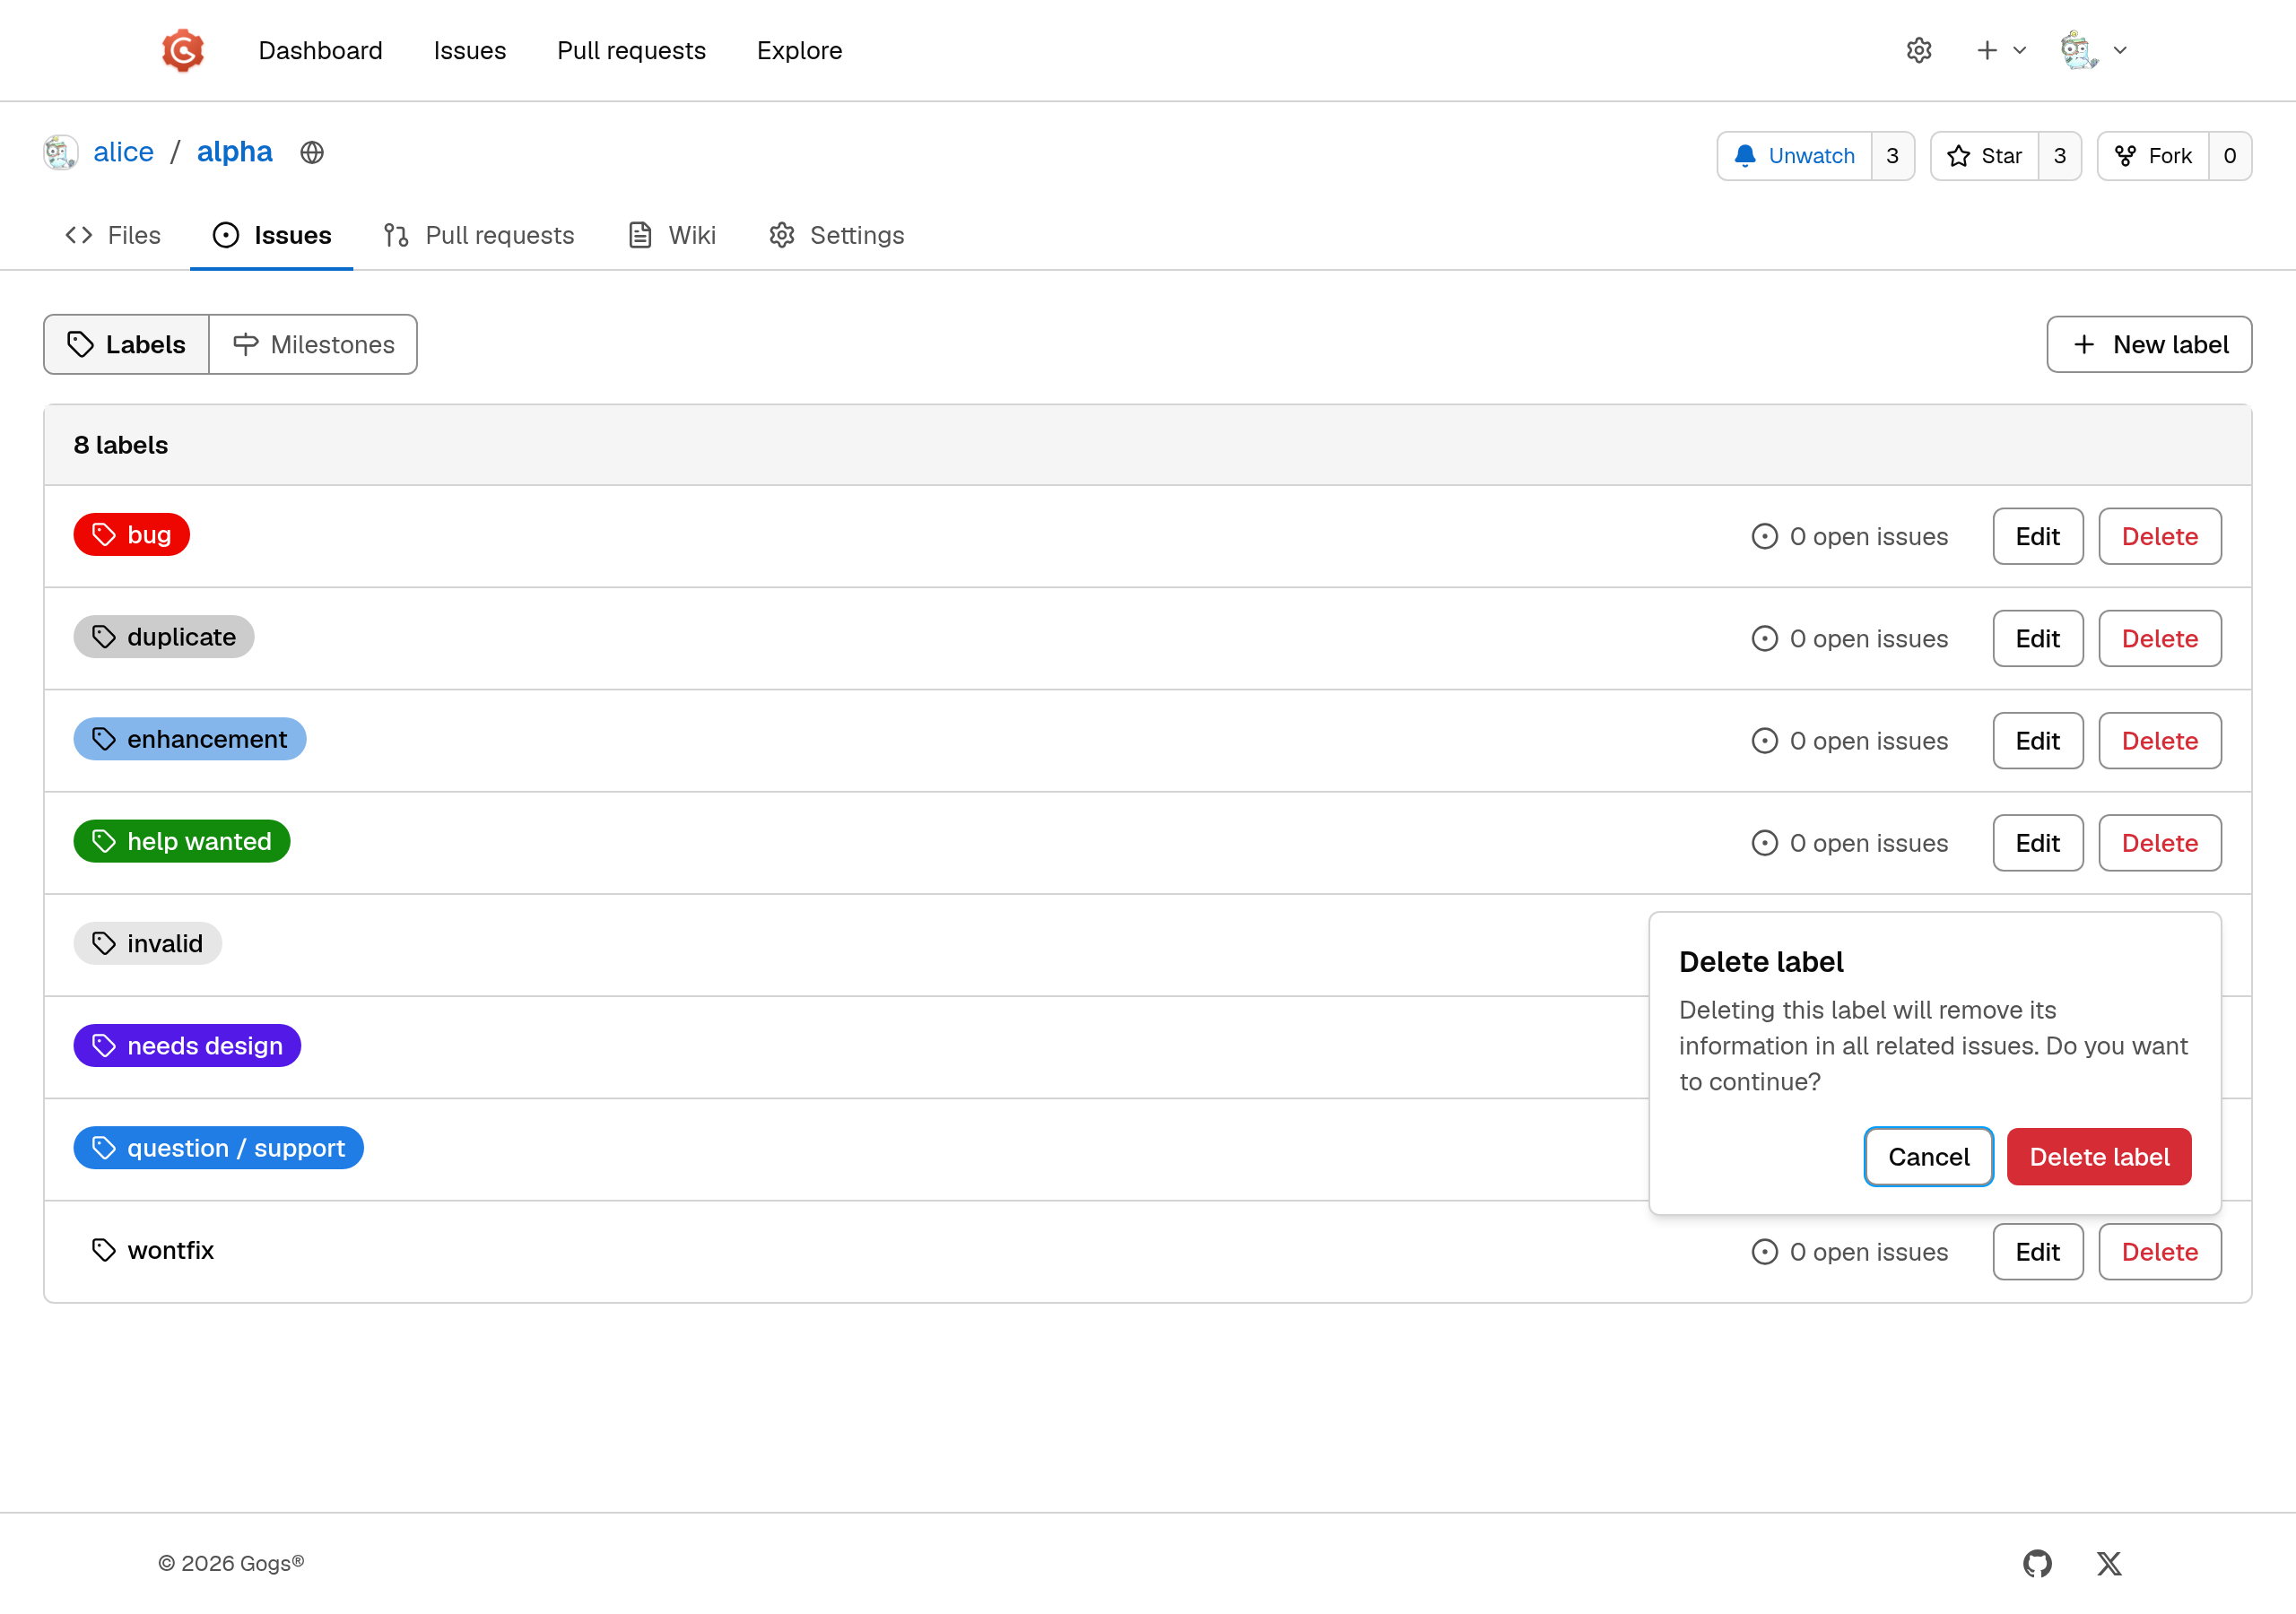 Dashboard Issues Pull requests Explore
alice / alpha
Unwatch 3 Star 3 Fork 0
Files Issues Pull requests Wiki Settings
Labels Milestones
New label
8 labels
bug 0 open issues Edit Delete
duplicate 0 open issues Edit Delete
enhancement 0 open issues Edit Delete
help wanted 0 open issues Edit Delete
invalid
needs design
question / support
Delete label
Deleting this label will remove its
information in all related issues. Do you want
to continue?
Cancel Delete label
wontfix 0 open issues Edit Delete
© 2026 Gogs®